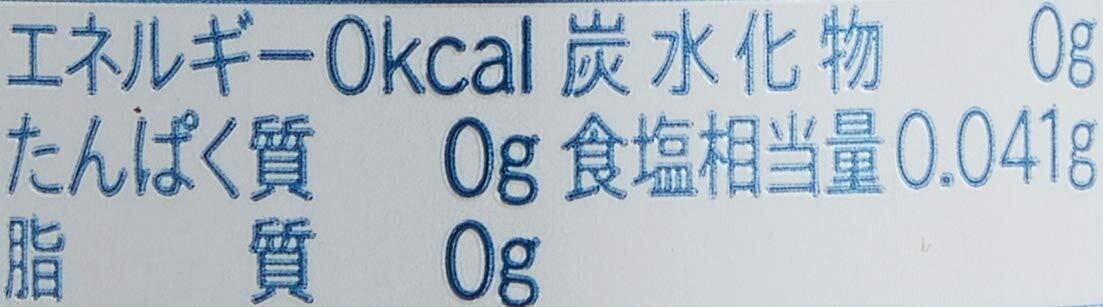 エネルギー0kcal 炭水化物 0g
たんぱく質 0g 食塩相当量0.041g
脂質 0g